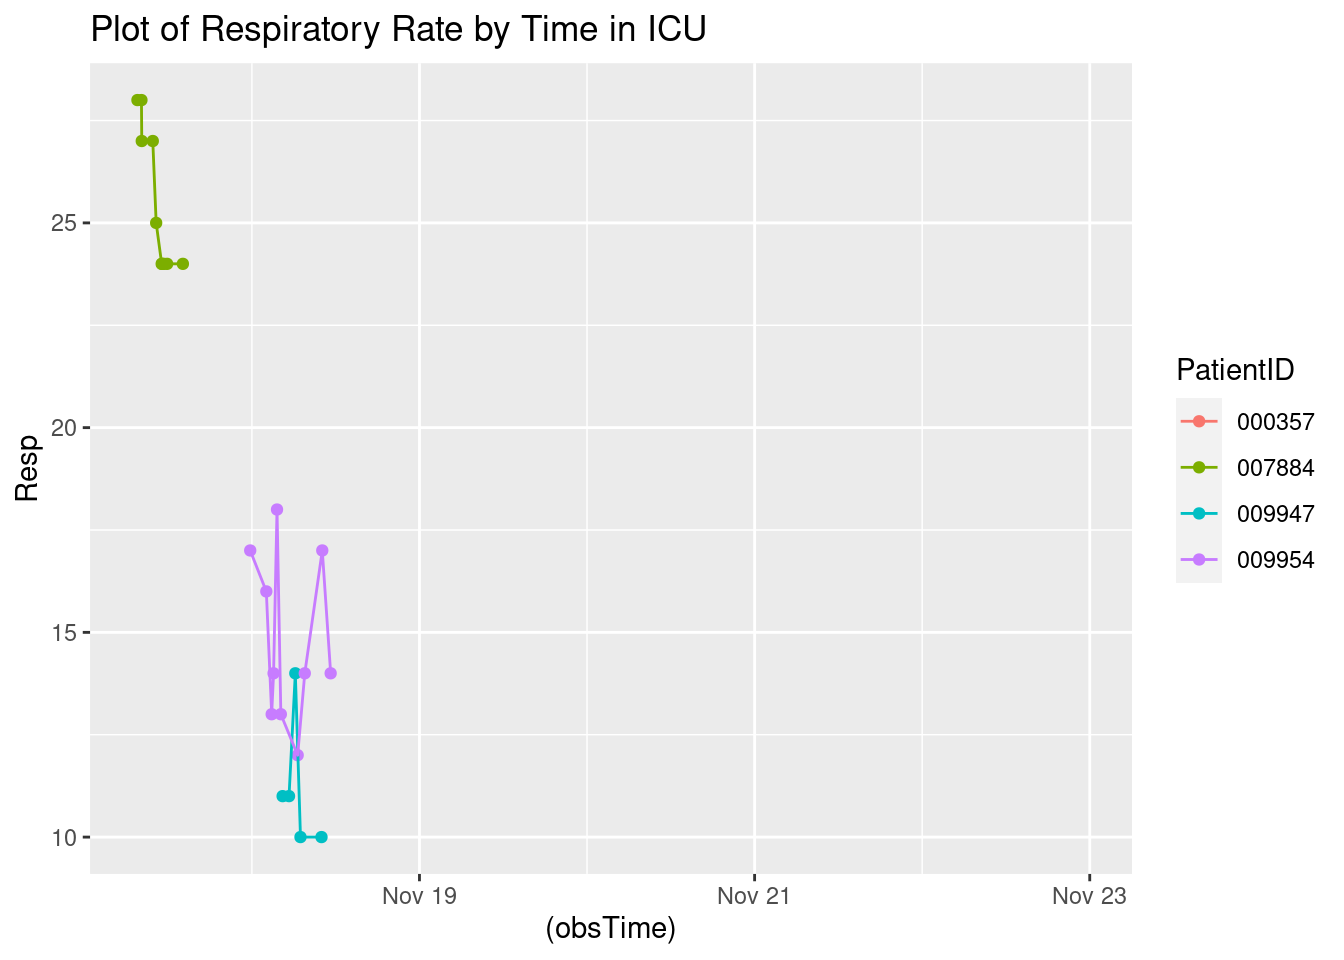 Plot of Respiratory Rate by Time in ICU
25
20
15
10
Resp
Nov 19
Nov 21
Nov 23
(obsTime)
PatientID
000357
007884
009947
009954